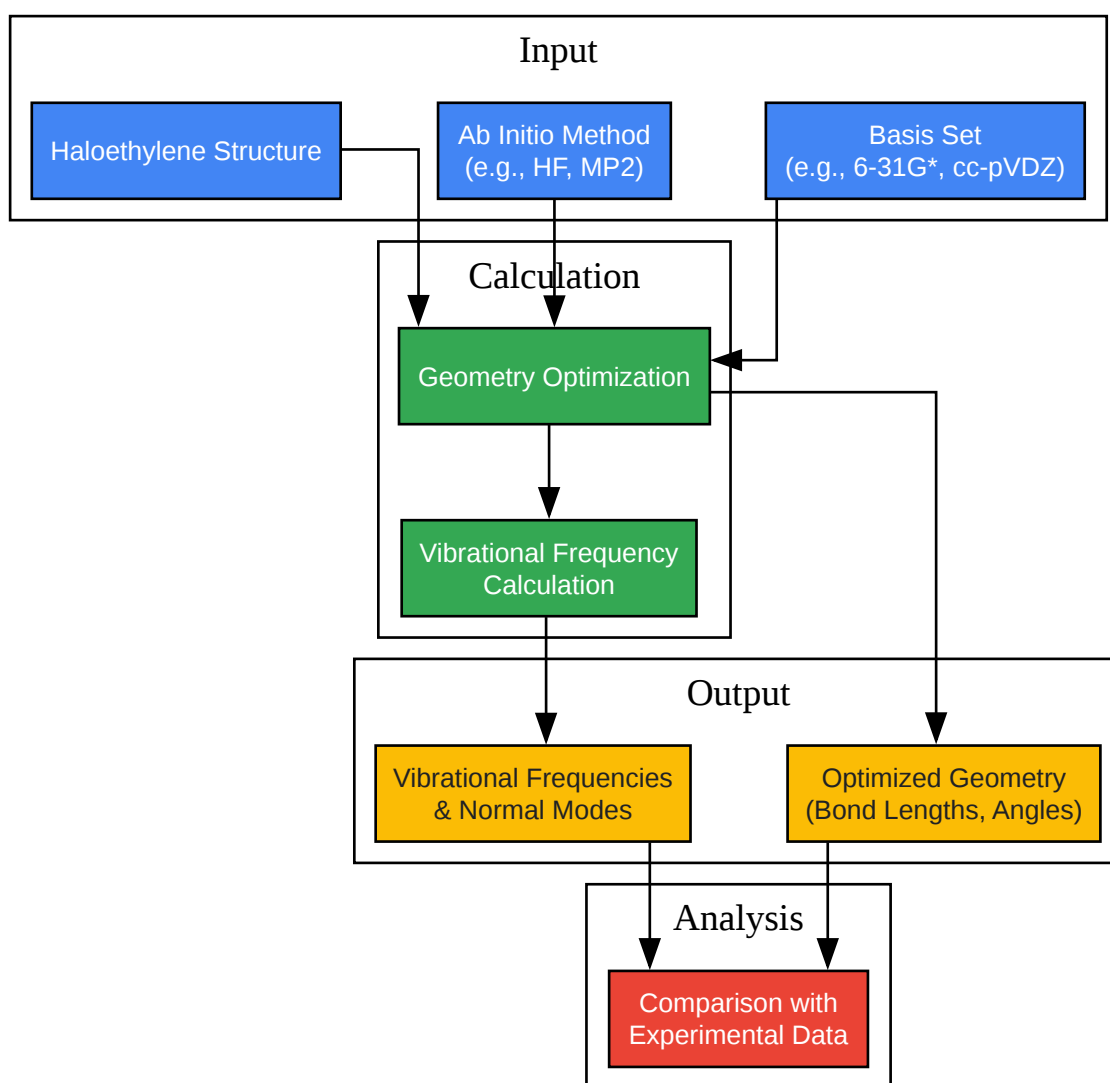 Input
Haloethylene Structure
Ab Initio Method
(e.g., HF, MP2)
Basis Set
(e.g., 6-31G*, cc-pVDZ)
Calculation
Geometry Optimization
Vibrational Frequency
Calculation
Output
Vibrational Frequencies
& Normal Modes
Optimized Geometry
(Bond Lengths, Angles)
Analysis
Comparison with
Experimental Data